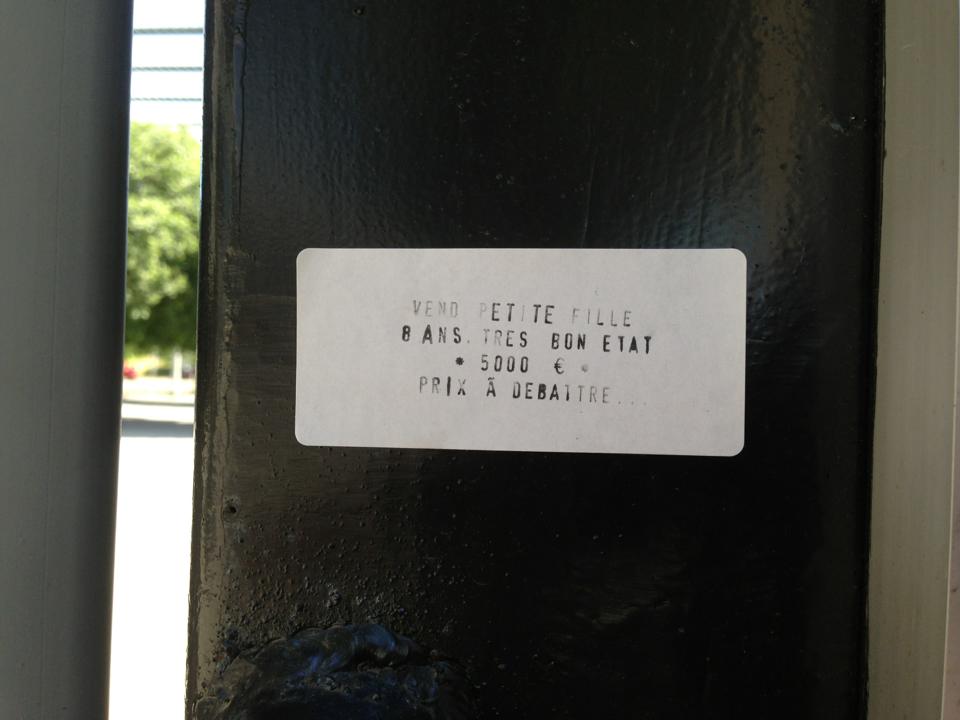 VEND PETITE FILLE
8 ANS. TRES BON ETAT
* 5000 € *
PRIX Ã DEBATTRE...